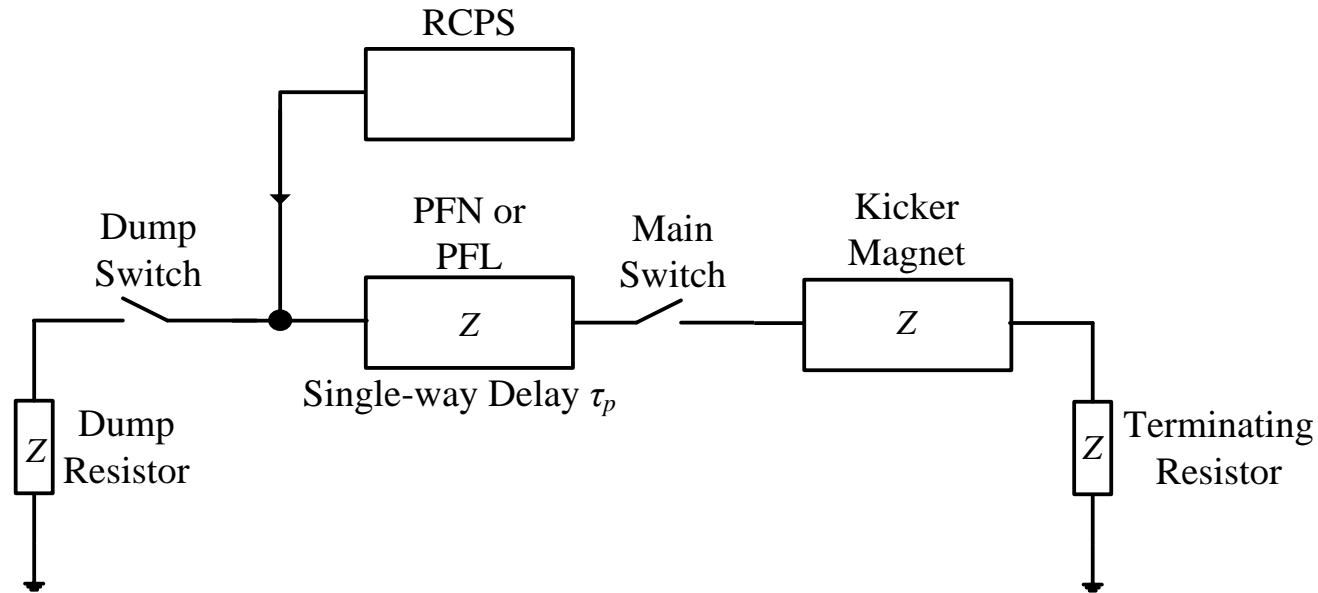 RCPS
Dump
Switch
PFN or
PFL
Main
Switch
Kicker
Magnet
Z
Z
Single-way Delay τp
Z
Dump
Resistor
Z
Terminating
Resistor